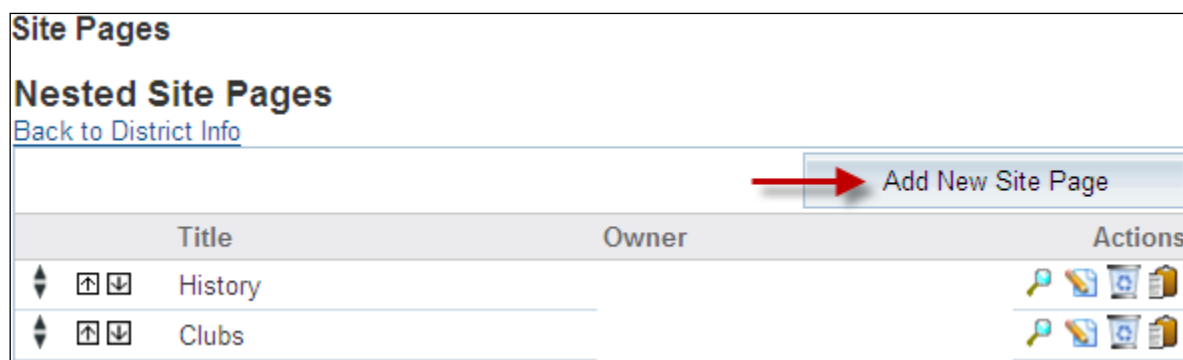 Site Pages
Nested Site Pages
Back to District Info
Add New Site Page
Title Owner Actions
History
Clubs